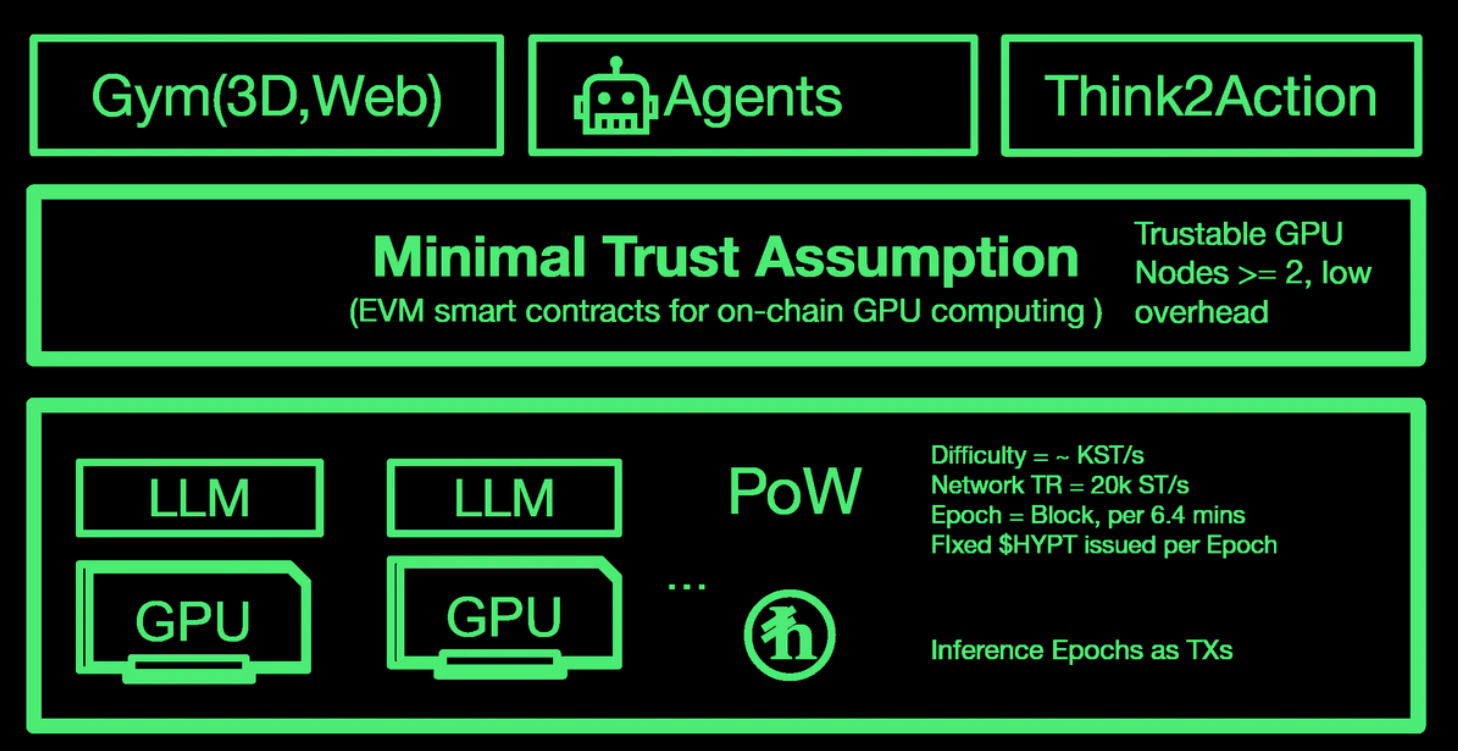 Gym(3D,Web)
Agents
Think2Action
Minimal Trust Assumption
(EVM smart contracts for on-chain GPU computing )
Trustable GPU
Nodes >= 2, low
overhead
LLM
LLM
PoW
GPU
GPU
...
Difficulty = ~ KST/s
Network TR = 20k ST/s
Epoch = Block, per 6.4 mins
FIxed $HYPT issued per Epoch
Inference Epochs as TXs